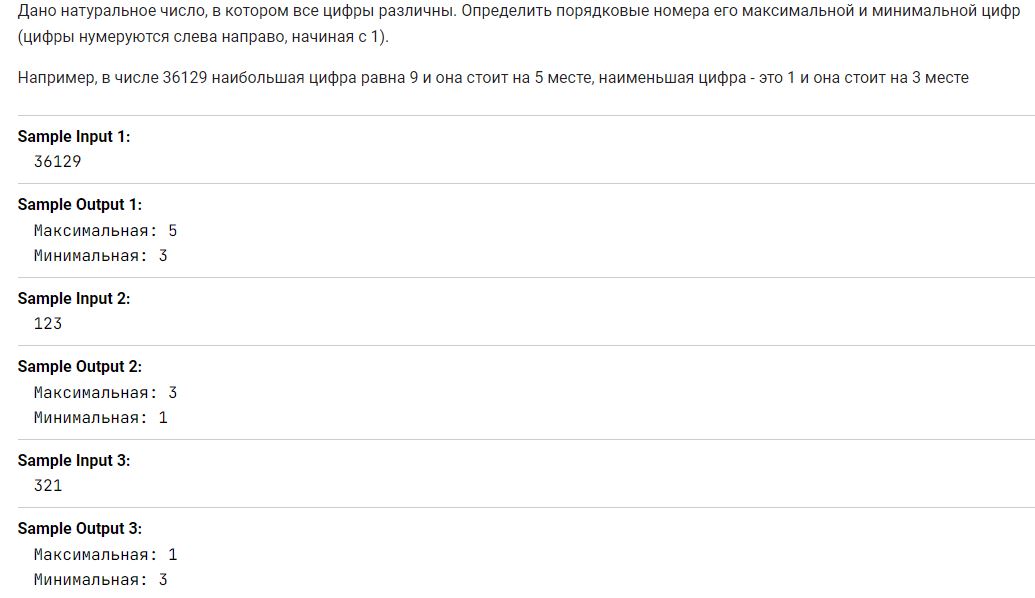 Дано натуральное число, в котором все цифры различны. Определить порядковые номера его максимальной и минимальной цифр
(цифры нумеруются слева направо, начиная с 1).
Например, в числе 36129 наибольшая цифра равна 9 и она стоит на 5 месте, наименьшая цифра - это 1 и она стоит на 3 месте
Sample Input 1:
36129
Sample Output 1:
Максимальная: 5
Минимальная: 3
Sample Input 2:
123
Sample Output 2:
Максимальная: 3
Минимальная: 1
Sample Input 3:
321
Sample Output 3:
Максимальная: 1
Минимальная: 3